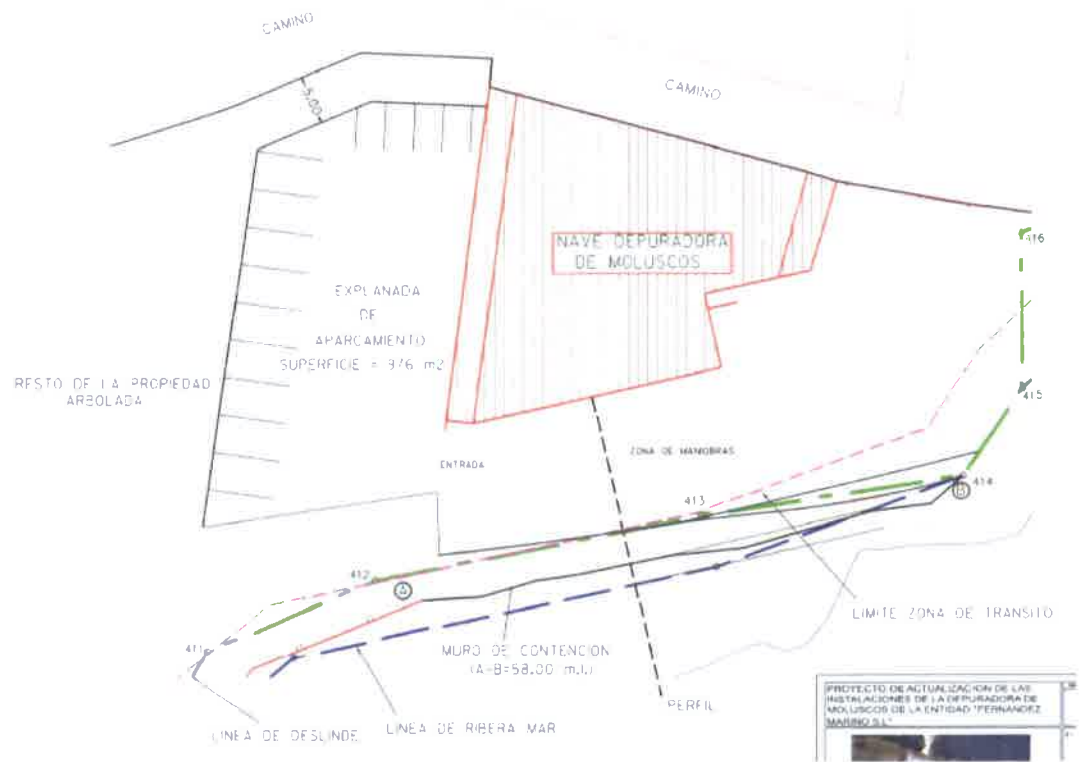 CAMINO
CAMINO
5.00
416
NAVE DEPURADORA
DE MOLUSCOS
EXPLANADA
DE
APARCAMIENTO
SUPERFICIE = 976 m2
RESTO DE LA PROPIEDAD
ARBOLADA
415
ENTRADA
ZONA DE MANIOBRAS
413
414
B
412
A
LIMITE ZONA DE TRANSITO
411
MURO DE CONTENCION
(A-B=58.00 m.l.)
PERFIL
LINEA DE DESLINDE
LINEA DE RIBERA MAR
PROYECTO DE ACTUALIZACION DE LAS
INSTALACIONES DE LA DEPURADORA DE
MOLUSCOS DE LA ENTIDAD "FERNANDEZ
MARIÑO S.L"